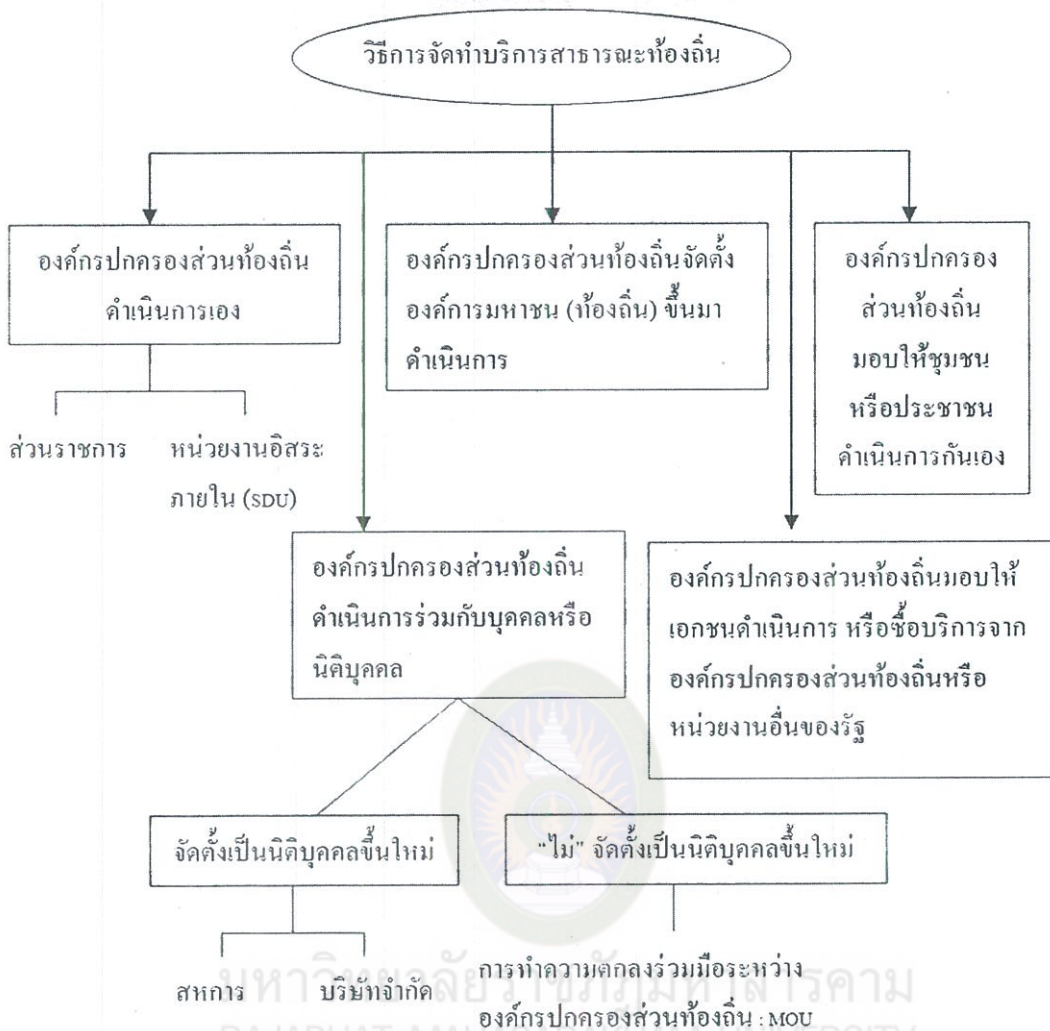 วิธีการจัดทำบริการสาธารณะท้องถิ่น
องค์กรปกครองส่วนท้องถิ่น
ดำเนินการเอง
องค์กรปกครองส่วนท้องถิ่นจัดตั้ง
องค์การมหาชน (ท้องถิ่น) ขึ้นมา
ดำเนินการ
องค์กรปกครอง
ส่วนท้องถิ่น
มอบให้ชุมชน
หรือประชาชน
ดำเนินการกันเอง
ส่วนราชการ
หน่วยงานอิสระ
ภายใน (SDU)
องค์กรปกครองส่วนท้องถิ่น
ดำเนินการร่วมกับบุคคลหรือ
นิติบุคคล
องค์กรปกครองส่วนท้องถิ่นมอบให้
เอกชนดำเนินการ หรือซื้อบริการจาก
องค์กรปกครองส่วนท้องถิ่นหรือ
หน่วยงานอื่นของรัฐ
จัดตั้งเป็นนิติบุคคลขึ้นใหม่
"ไม่" จัดตั้งเป็นนิติบุคคลขึ้นใหม่
สหการ
บริษัทจำกัด
การทำความตกลงร่วมมือระหว่าง
องค์กรปกครองส่วนท้องถิ่น : MOU
มหาวิทยาลัยราชภัฏมหาสารคาม